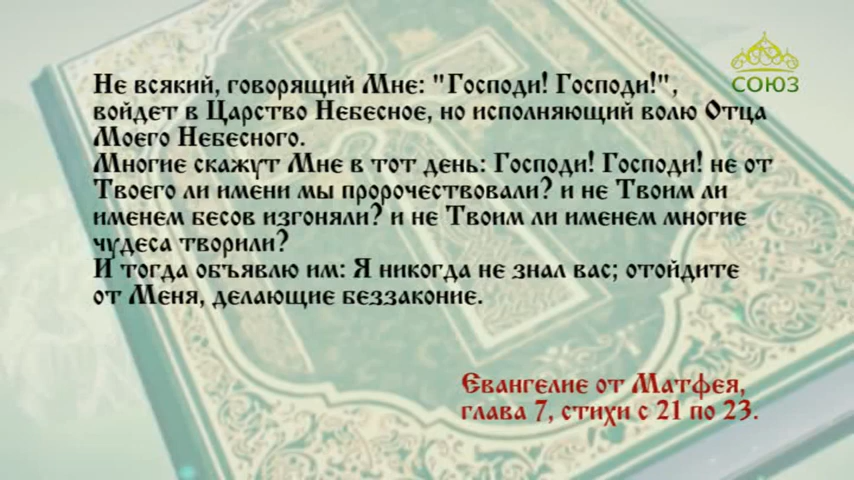 СОЮЗ
Не всякий, говорящий Мне: "Господи! Господи!",
войдет в Царство Небесное, но исполняющий волю Отца
Моего Небесного.
Многие скажут Мне в тот день: Господи! Господи! не от
Твоего ли имени мы пророчествовали? и не Твоим ли
именем бесов изгоняли? и не Твоим ли именем многие
чудеса творили?
И тогда объявлю им: Я никогда не знал вас; отойдите
от Меня, делающие беззаконие.
Евангелие от Матфея,
глава 7, стихи с 21 по 23.